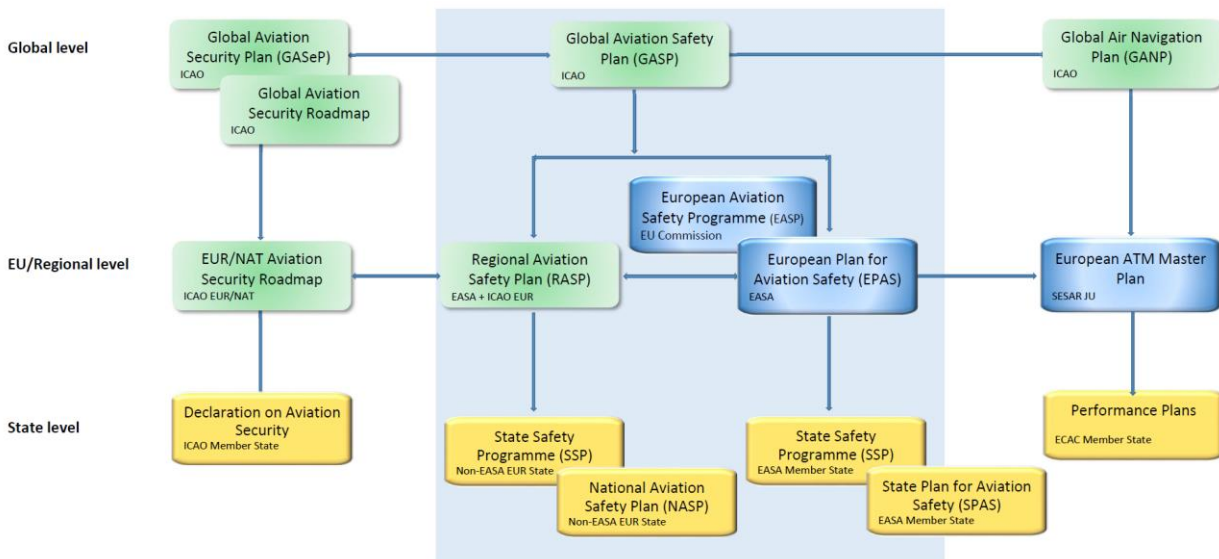 Global level
Global Aviation
Security Plan (GASeP)
ICAO
Global Aviation
Security Roadmap
ICAO
Global Aviation Safety
Plan (GASP)
ICAO
Global Air Navigation
Plan (GANP)
ICAO
EU/Regional level
EUR/NAT Aviation
Security Roadmap
ICAO EUR/NAT
Regional Aviation
Safety Plan (RASP)
EASA + ICAO EUR
European Aviation
Safety Programme (EASP)
EU Commission
European Plan for
Aviation Safety (EPAS)
EASA
European ATM Master
Plan
SESAR JU
State level
Declaration on Aviation
Security
ICAO Member State
State Safety
Programme (SSP)
Non-EASA EUR State
National Aviation
Safety Plan (NASP)
Non-EASA EUR State
State Safety
Programme (SSP)
EASA Member State
State Plan for Aviation
Safety (SPAS)
EASA Member State
Performance Plans
ECAC Member State